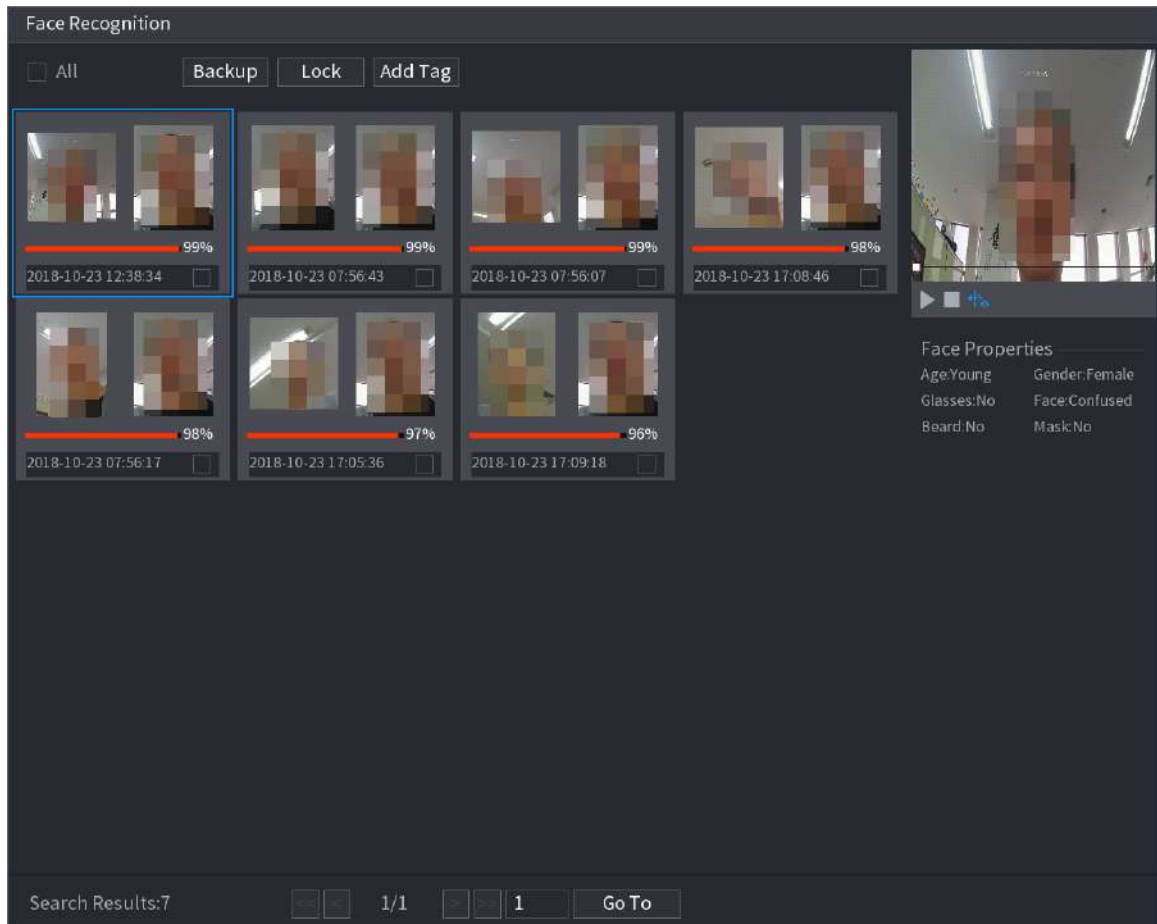 Face Recognition
All
Backup
Lock
Add Tag
99%
99%
99%
98%
2018-10-23 12:38:34
2018-10-23 07:56:43
2018-10-23 07:56:07
2018-10-23 17:08:46
98%
97%
96%
2018-10-23 07:56:17
2018-10-23 17:05:36
2018-10-23 17:09:18
Face Properties
Age:Young
Gender:Female
Glasses:No
Face:Confused
Beard:No
Mask:No
Search Results:7
<< < 1/1 > >> 1 Go To